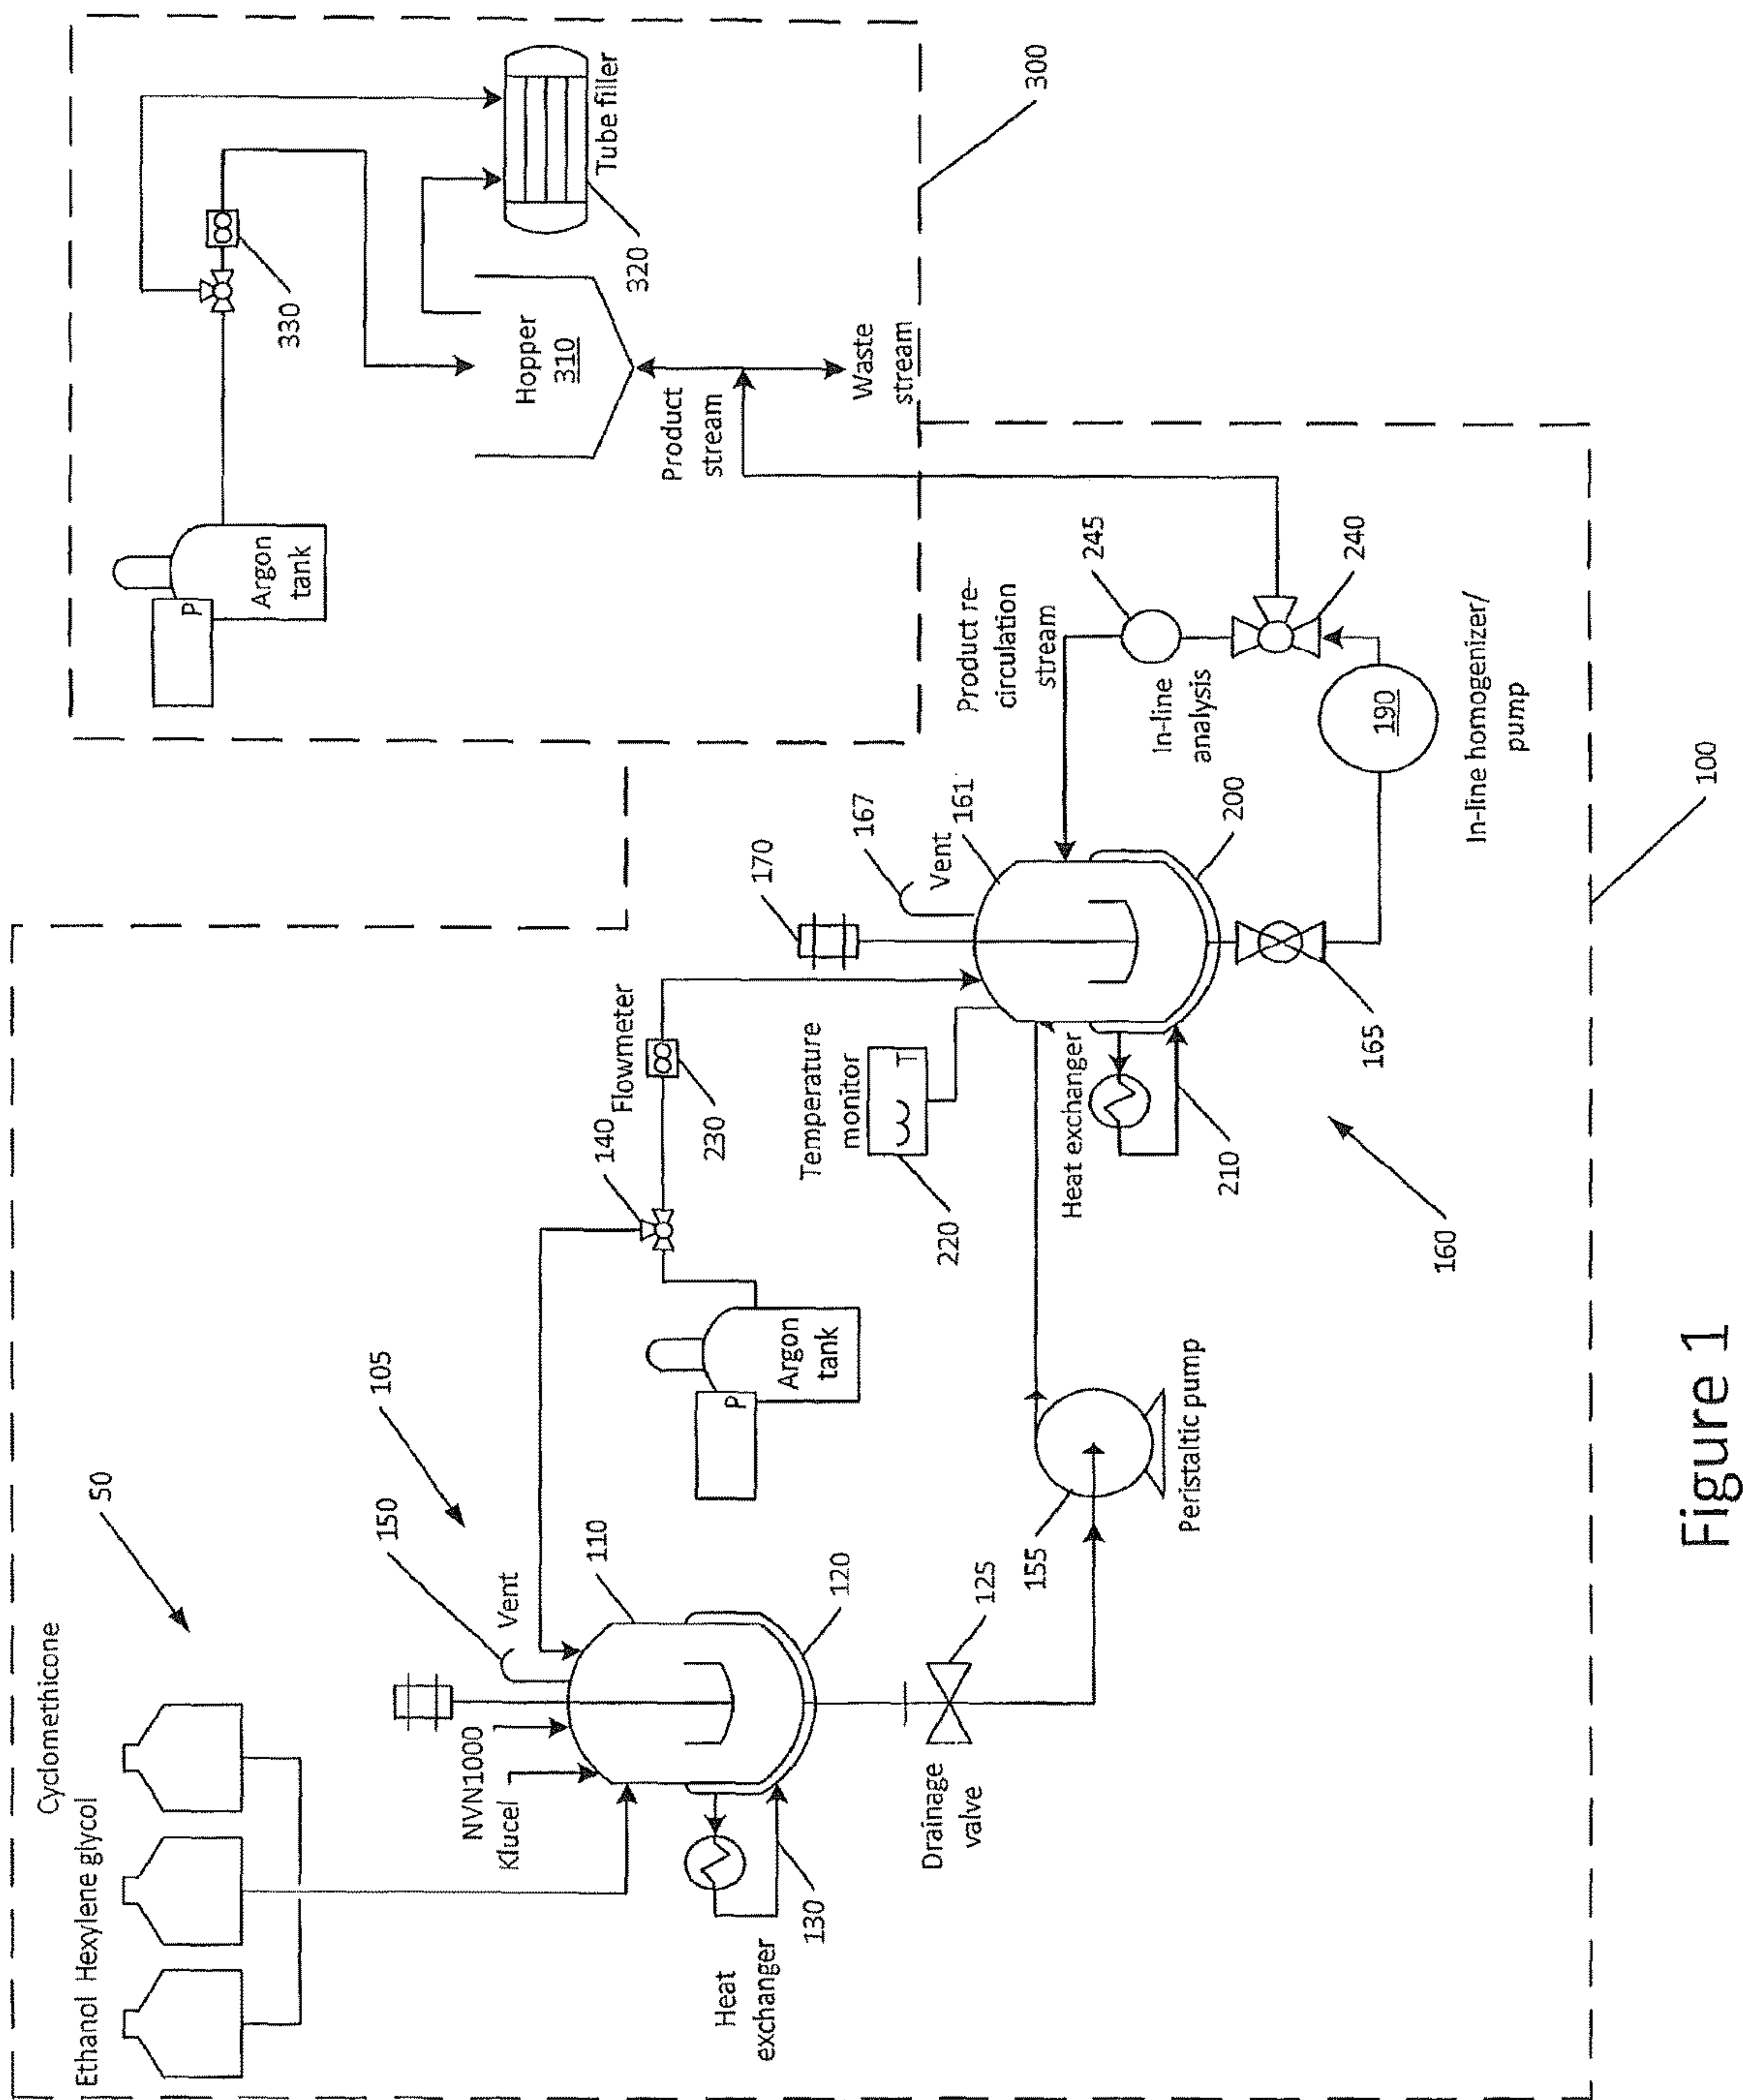 Cyclomethicone
Ethanol Hexylene glycol
50
NVN1000
Klucel
Vent
150
105
110
120
Heat
exchanger
130
Drainage
valve
125
155
Peristaltic pump
P
Argon
tank
140
Flowmeter
230
Temperature
monitor
T
220
170
167
Vent
161
Heat exchanger
210
200
160
165
Product re-
circulation
stream
245
In-line
analysis
240
190
In-line homogenizer/
pump
100
P
Argon
tank
330
Hopper
310
Tube filler
320
Product
stream
Waste
stream
300
Figure 1